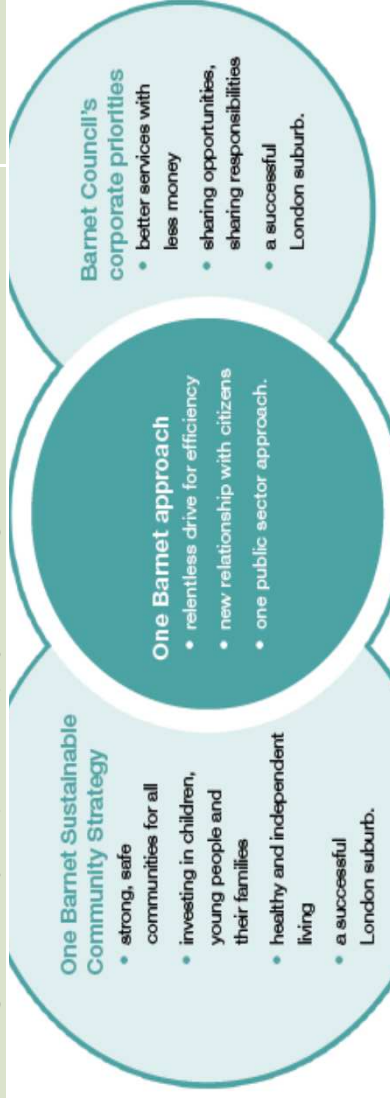 One Barnet Sustainable
Community Strategy
• strong, safe
communities for all
• investing in children,
young people and
their families
• healthy and independent
living
• a successful
London suburb.
One Barnet approach
• relentless drive for efficiency
• new relationship with citizens
• one public sector approach.
Barnet Council's
corporate priorities
• better services with
less money
• sharing opportunities,
sharing responsibilities
• a successful
London suburb.